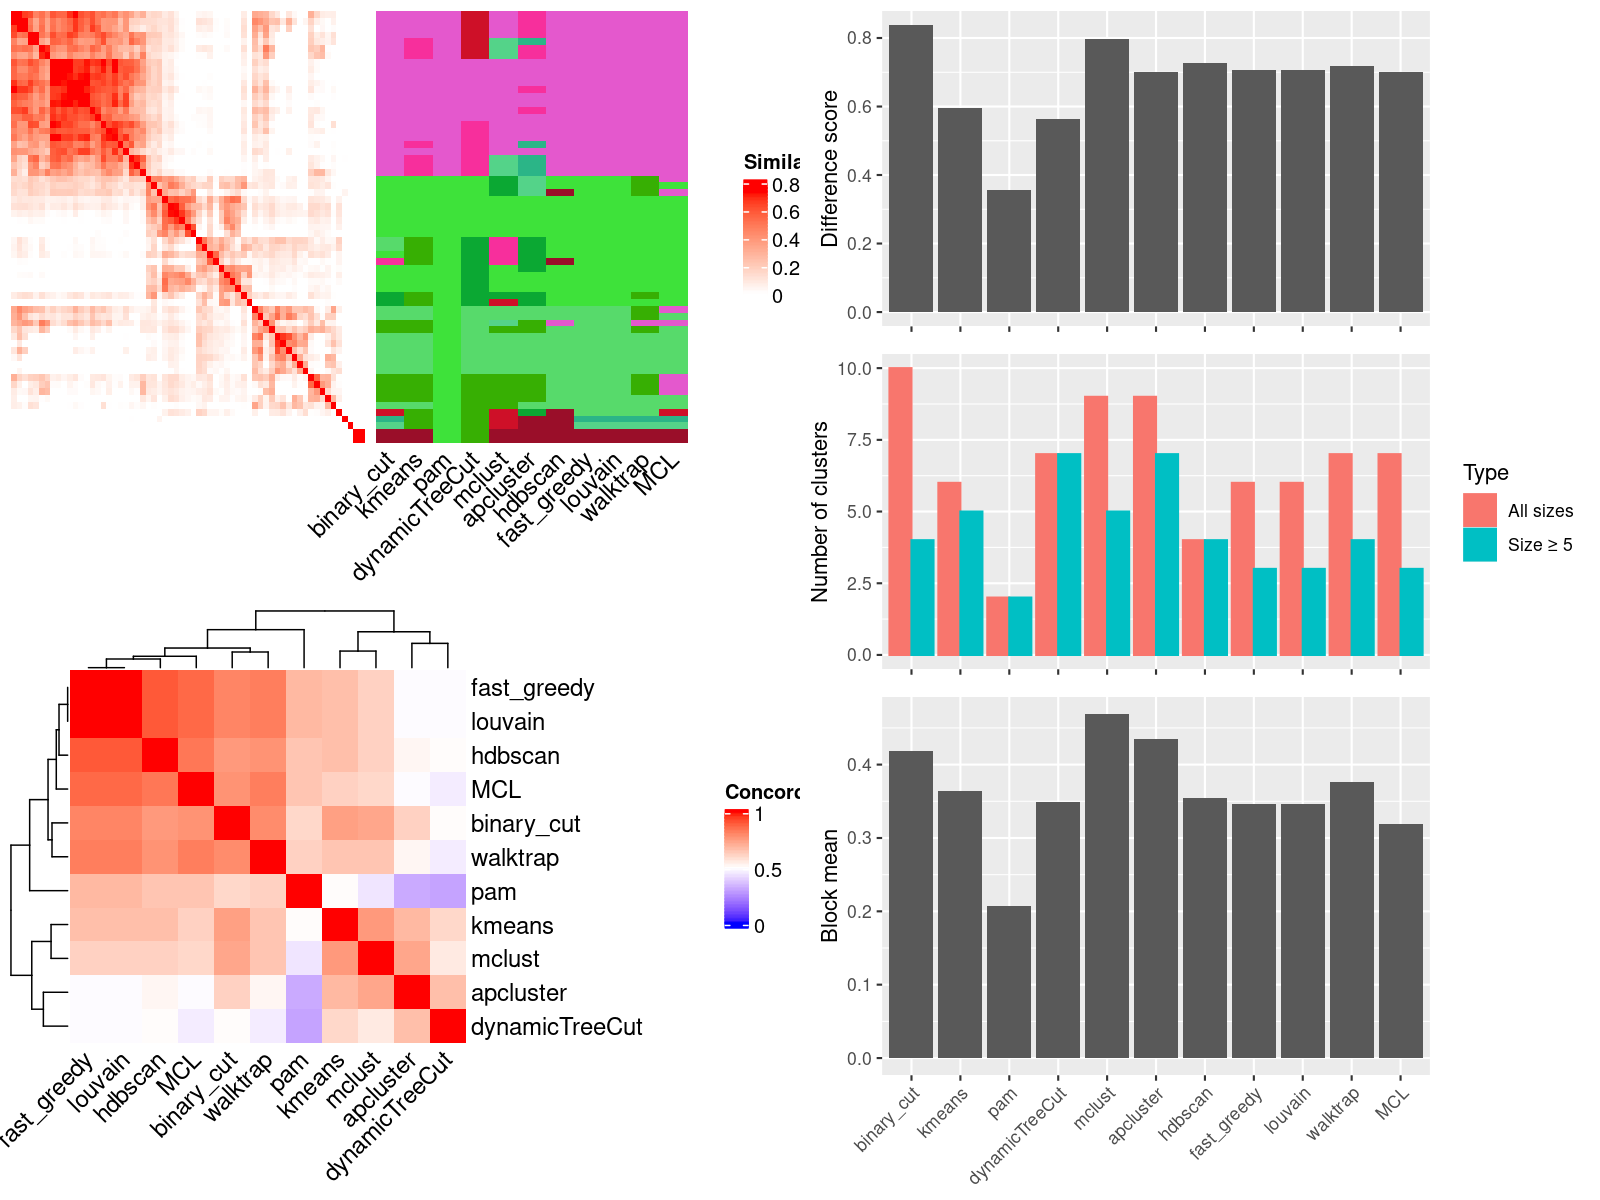 Simila
0.8
0.6
0.4
0.2
0
binary_cut
kmeans
pam
dynamicTreeCut
mclust
apcluster
hdbscan
fast_greedy
louvain
walktrap
MCL
fast_greedy
louvain
hdbscan
MCL
binary_cut
walktrap
pam
kmeans
mclust
apcluster
dynamicTreeCut
Concord
1
0.5
0
fast_greedy
louvain
hdbscan
MCL
binary_cut
walktrap
pam
kmeans
mclust
apcluster
dynamicTreeCut
Difference score
0.8
0.6
0.4
0.2
0.0
Number of clusters
10.0
7.5
5.0
2.5
0.0
Type
All sizes
Size ≥ 5
Block mean
0.4
0.3
0.2
0.1
0.0
binary_cut
kmeans
pam
dynamicTreeCut
mclust
apcluster
hdbscan
fast_greedy
louvain
walktrap
MCL